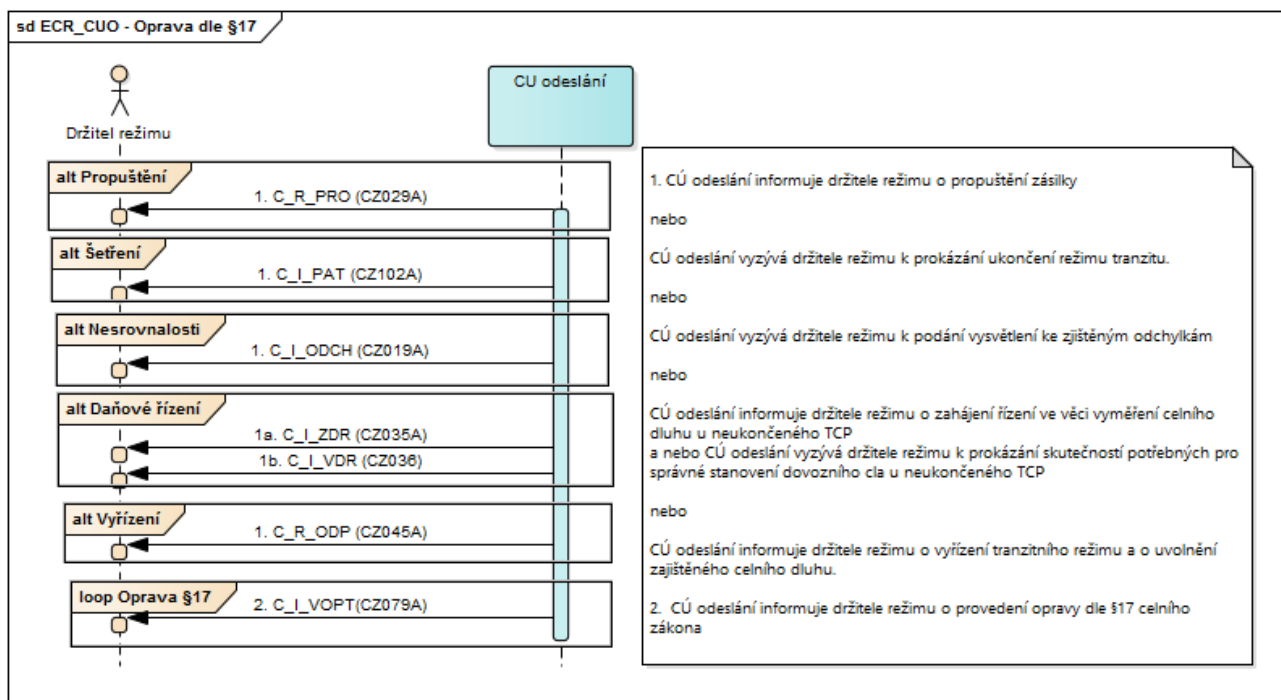 sd ECR_CUO - Oprava dle §17
Držitel režimu
CU odeslání
alt Propuštění
1. C_R_PRO (CZ029A)
alt Šetření
1. C_I_PAT (CZ102A)
alt Nesrovnalosti
1. C_I_ODCH (CZ019A)
alt Daňové řízení
1a. C_I_ZDR (CZ035A)
1b. C_I_VDR (CZ036)
alt Vyřízení
1. C_R_ODP (CZ045A)
loop Oprava §17
2. C_I_VOPT(CZ079A)
1. CÚ odeslání informuje držitele režimu o propuštění zásilky
nebo
CÚ odeslání vyzývá držitele režimu k prokázání ukončení režimu tranzitu.
nebo
CÚ odeslání vyzývá držitele režimu k podání vysvětlení ke zjištěným odchylkám
nebo
CÚ odeslání informuje držitele režimu o zahájení řízení ve věci vyměření celního
dluhu u neukončeného TCP
a nebo CÚ odeslání vyzývá držitele režimu k prokázání skutečností potřebných pro
správné stanovení dovozního cla u neukončeného TCP
nebo
CÚ odeslání informuje držitele režimu o vyřízení tranzitního režimu a o uvolnění
zajištěného celního dluhu.
2. CÚ odeslání informuje držitele režimu o provedení opravy dle §17 celního
zákona